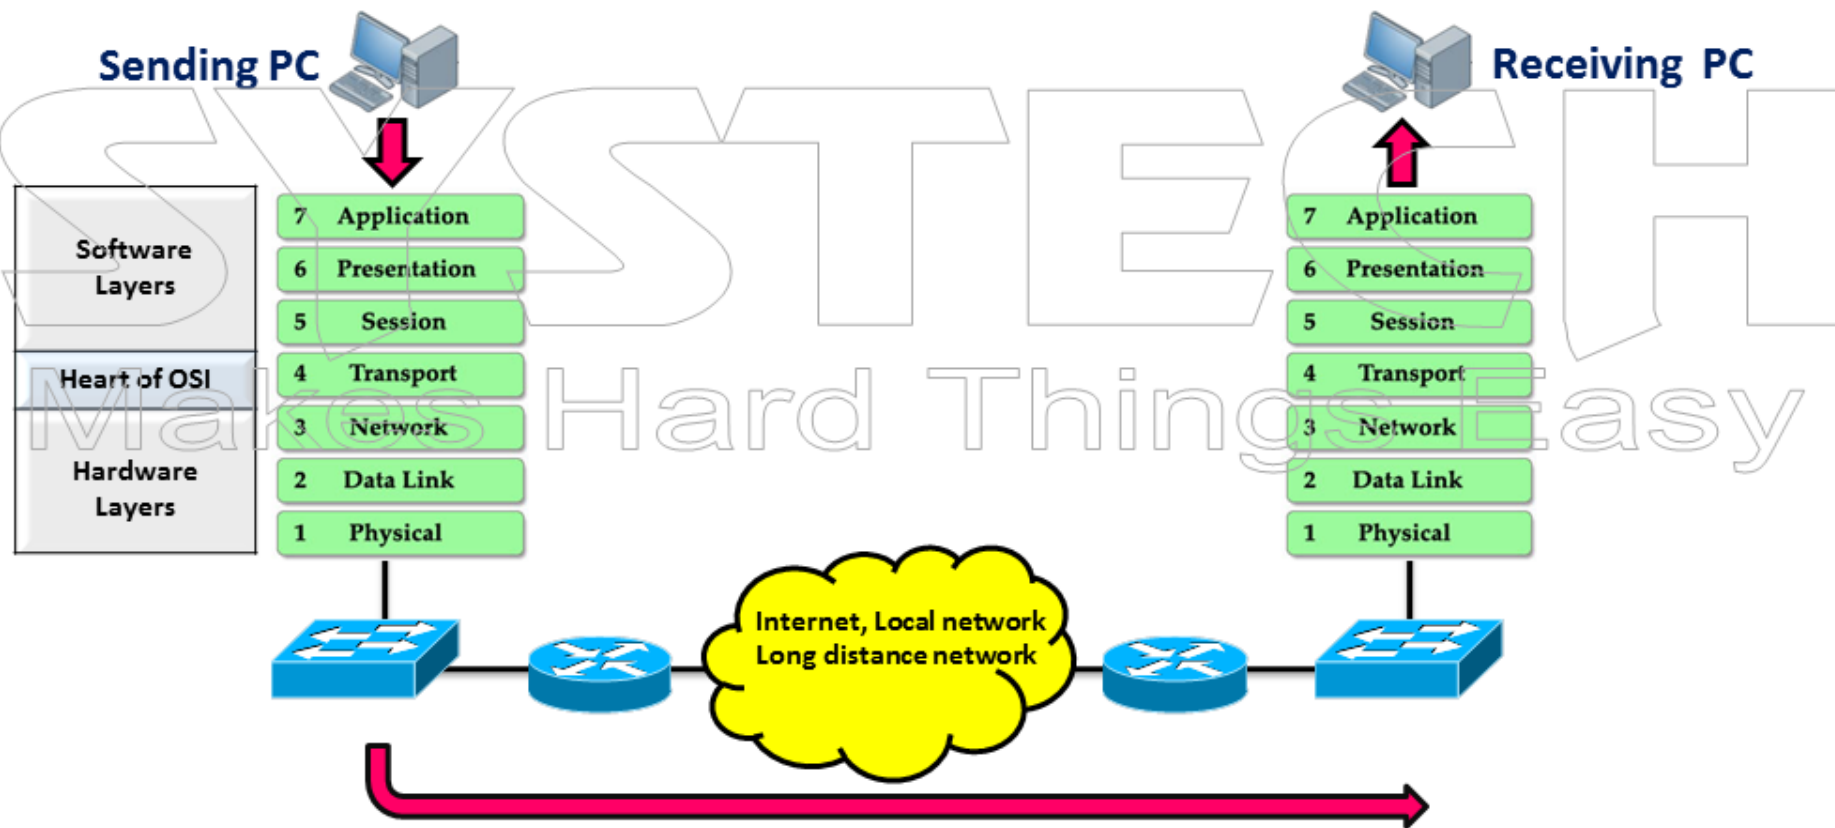 Sending PC
Receiving PC
SYSTECH
Makes Hard Things Easy
Software
Layers
Heart of OSI
Hardware
Layers
7 Application
6 Presentation
5 Session
4 Transport
3 Network
2 Data Link
1 Physical
7 Application
6 Presentation
5 Session
4 Transport
3 Network
2 Data Link
1 Physical
Internet, Local network
Long distance network